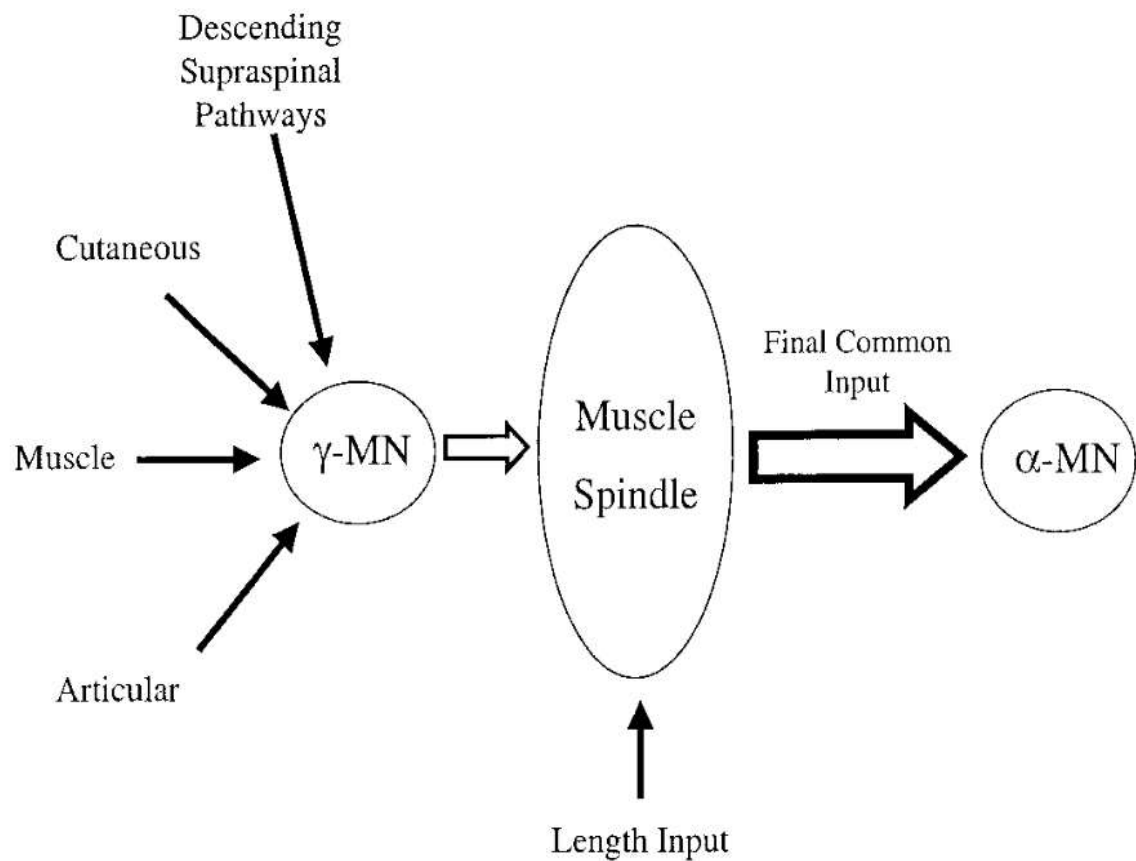 Descending
Supraspinal
Pathways
Cutaneous
Final Common
Input
Muscle
γ-MN
Muscle
Spindle
α-MN
Articular
Length Input